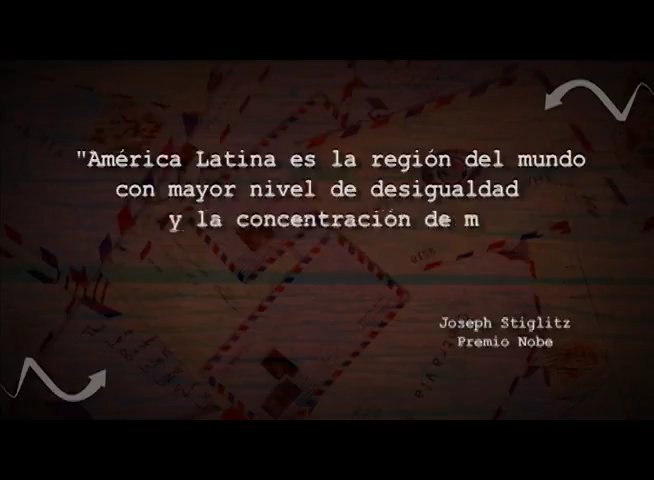 "América Latina es la región del mundo
con mayor nivel de desigualdad
y la concentración de m
Joseph Stiglitz
Premio Nobe